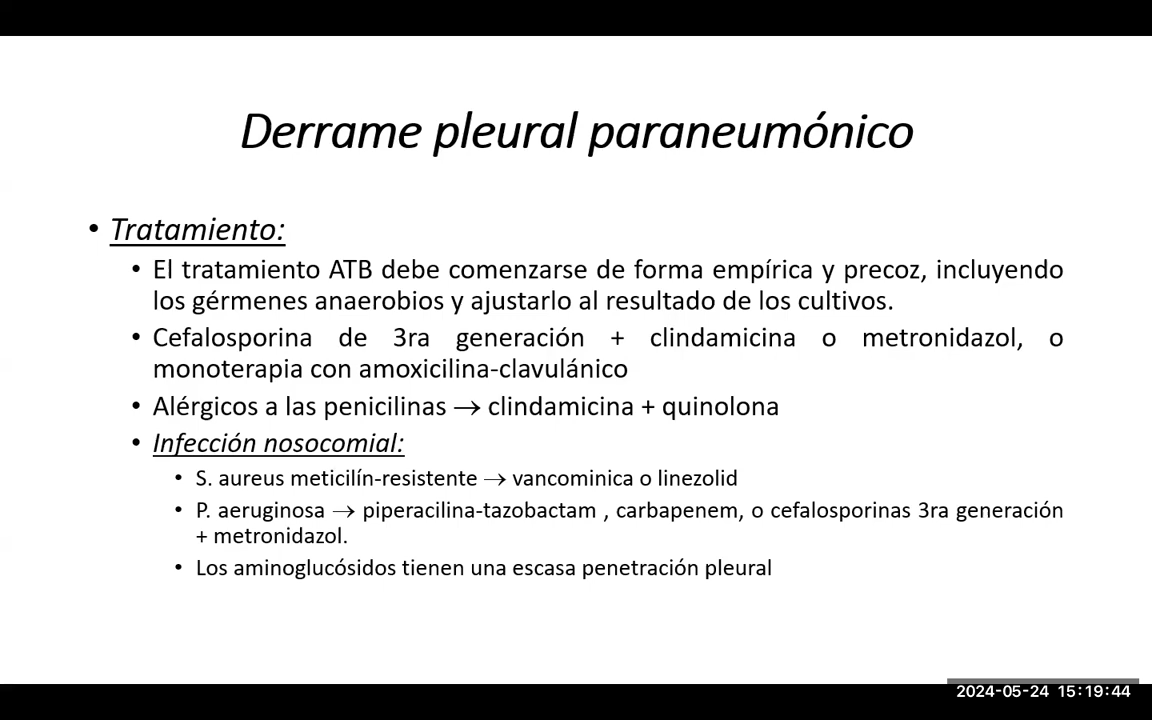 Derrame pleural paraneumónico
• Tratamiento:
• El tratamiento ATB debe comenzarse de forma empírica y precoz, incluyendo
los gérmenes anaerobios y ajustarlo al resultado de los cultivos.
• Cefalosporina de 3ra generación + clindamicina o metronidazol, o
monoterapia con amoxicilina-clavulánico
• Alérgicos a las penicilinas → clindamicina + quinolona
• Infección nosocomial:
• S. aureus meticilín-resistente → vancominica o linezolid
• P. aeruginosa → piperacilina-tazobactam , carbapenem, o cefalosporinas 3ra generación
+ metronidazol.
• Los aminoglucósidos tienen una escasa penetración pleural
2024-05-24 15:19:44